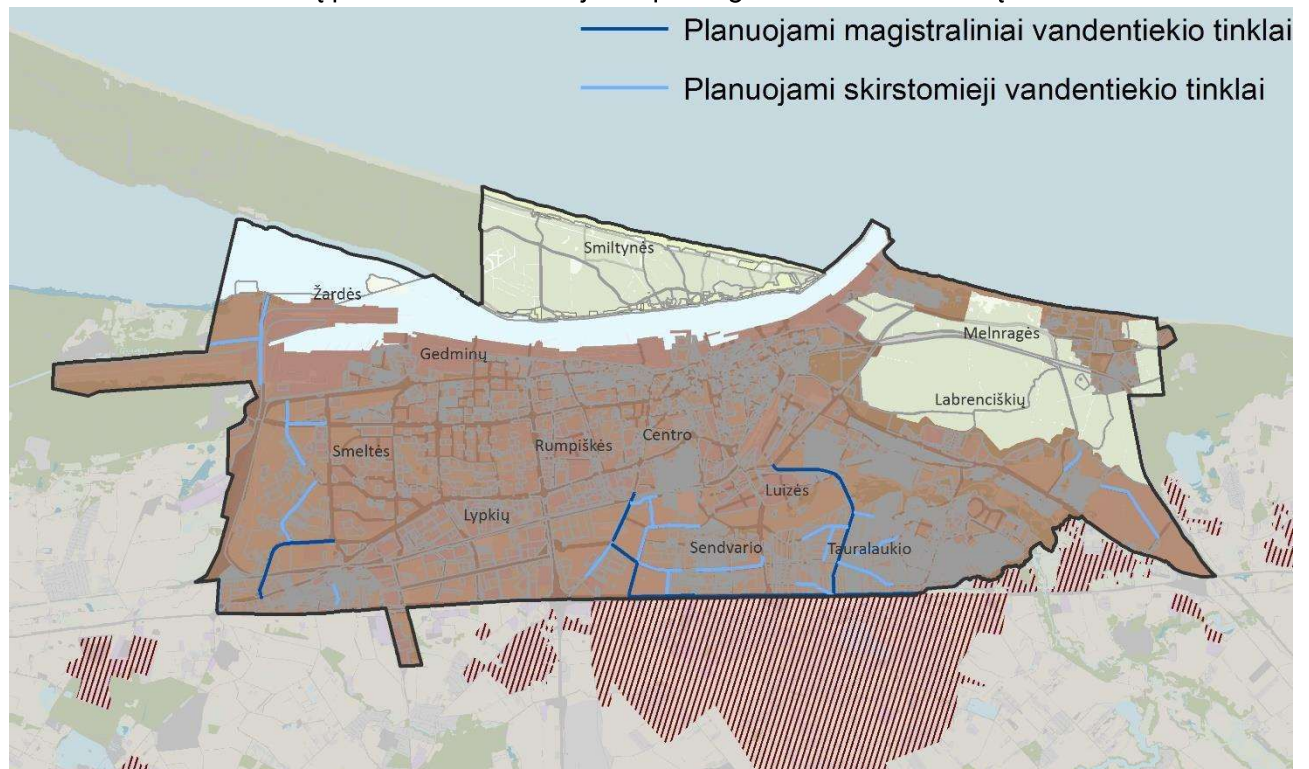 Planuojami magistraliniai vandentiekio tinklai
Planuojami skirstomieji vandentiekio tinklai
Smiltynės
Žardės
Melnragės
Gedminų
Labrenciškių
Centro
Rumpiškės
Smeltės
Luizės
Lypkių
Sendvario
Tauralaukio